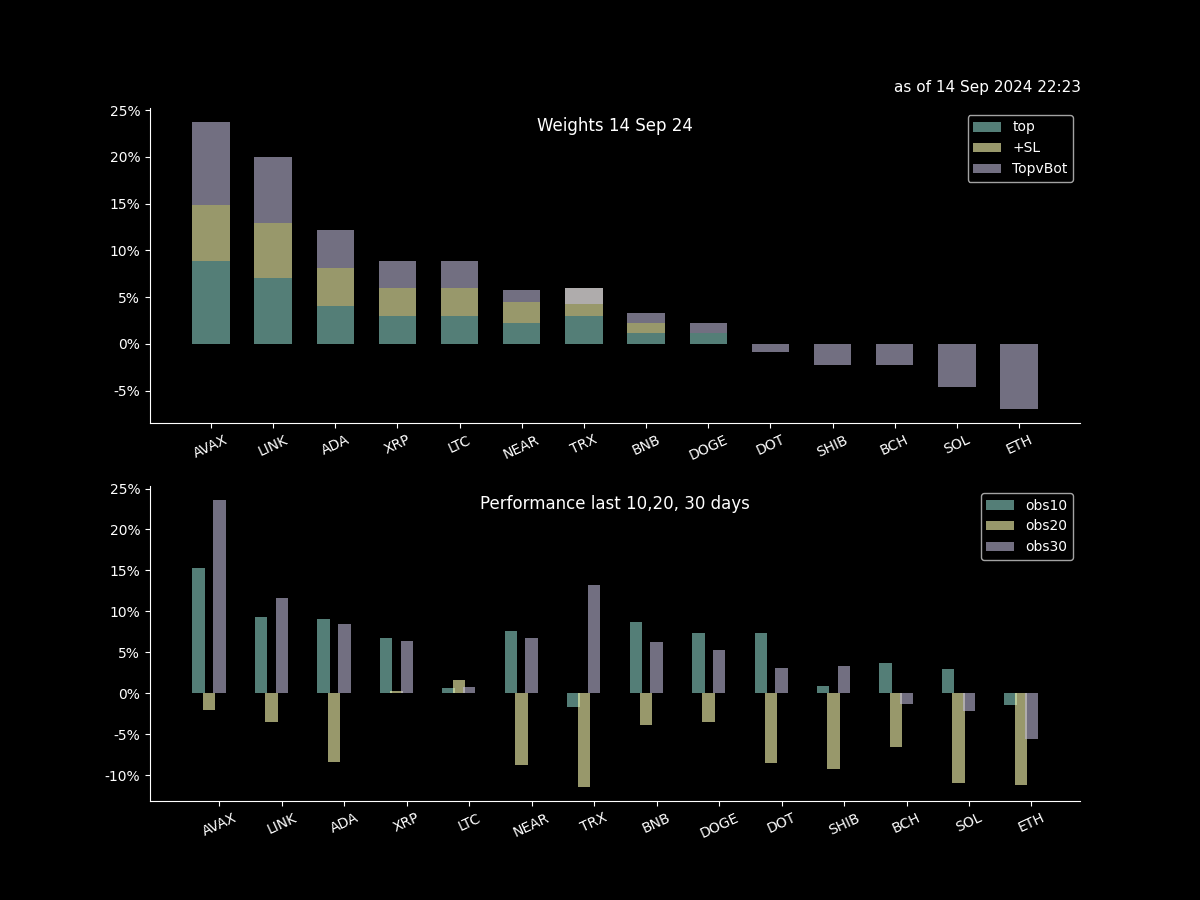 as of 14 Sep 2024 22:23
Weights 14 Sep 24
top
+SL
TopvBot
25%
20%
15%
10%
5%
0%
-5%
AVAX LINK ADA XRP LTC NEAR TRX BNB DOGE DOT SHIB BCH SOL ETH
Performance last 10,20, 30 days
obs10
obs20
obs30
25%
20%
15%
10%
5%
0%
-5%
-10%
AVAX LINK ADA XRP LTC NEAR TRX BNB DOGE DOT SHIB BCH SOL ETH